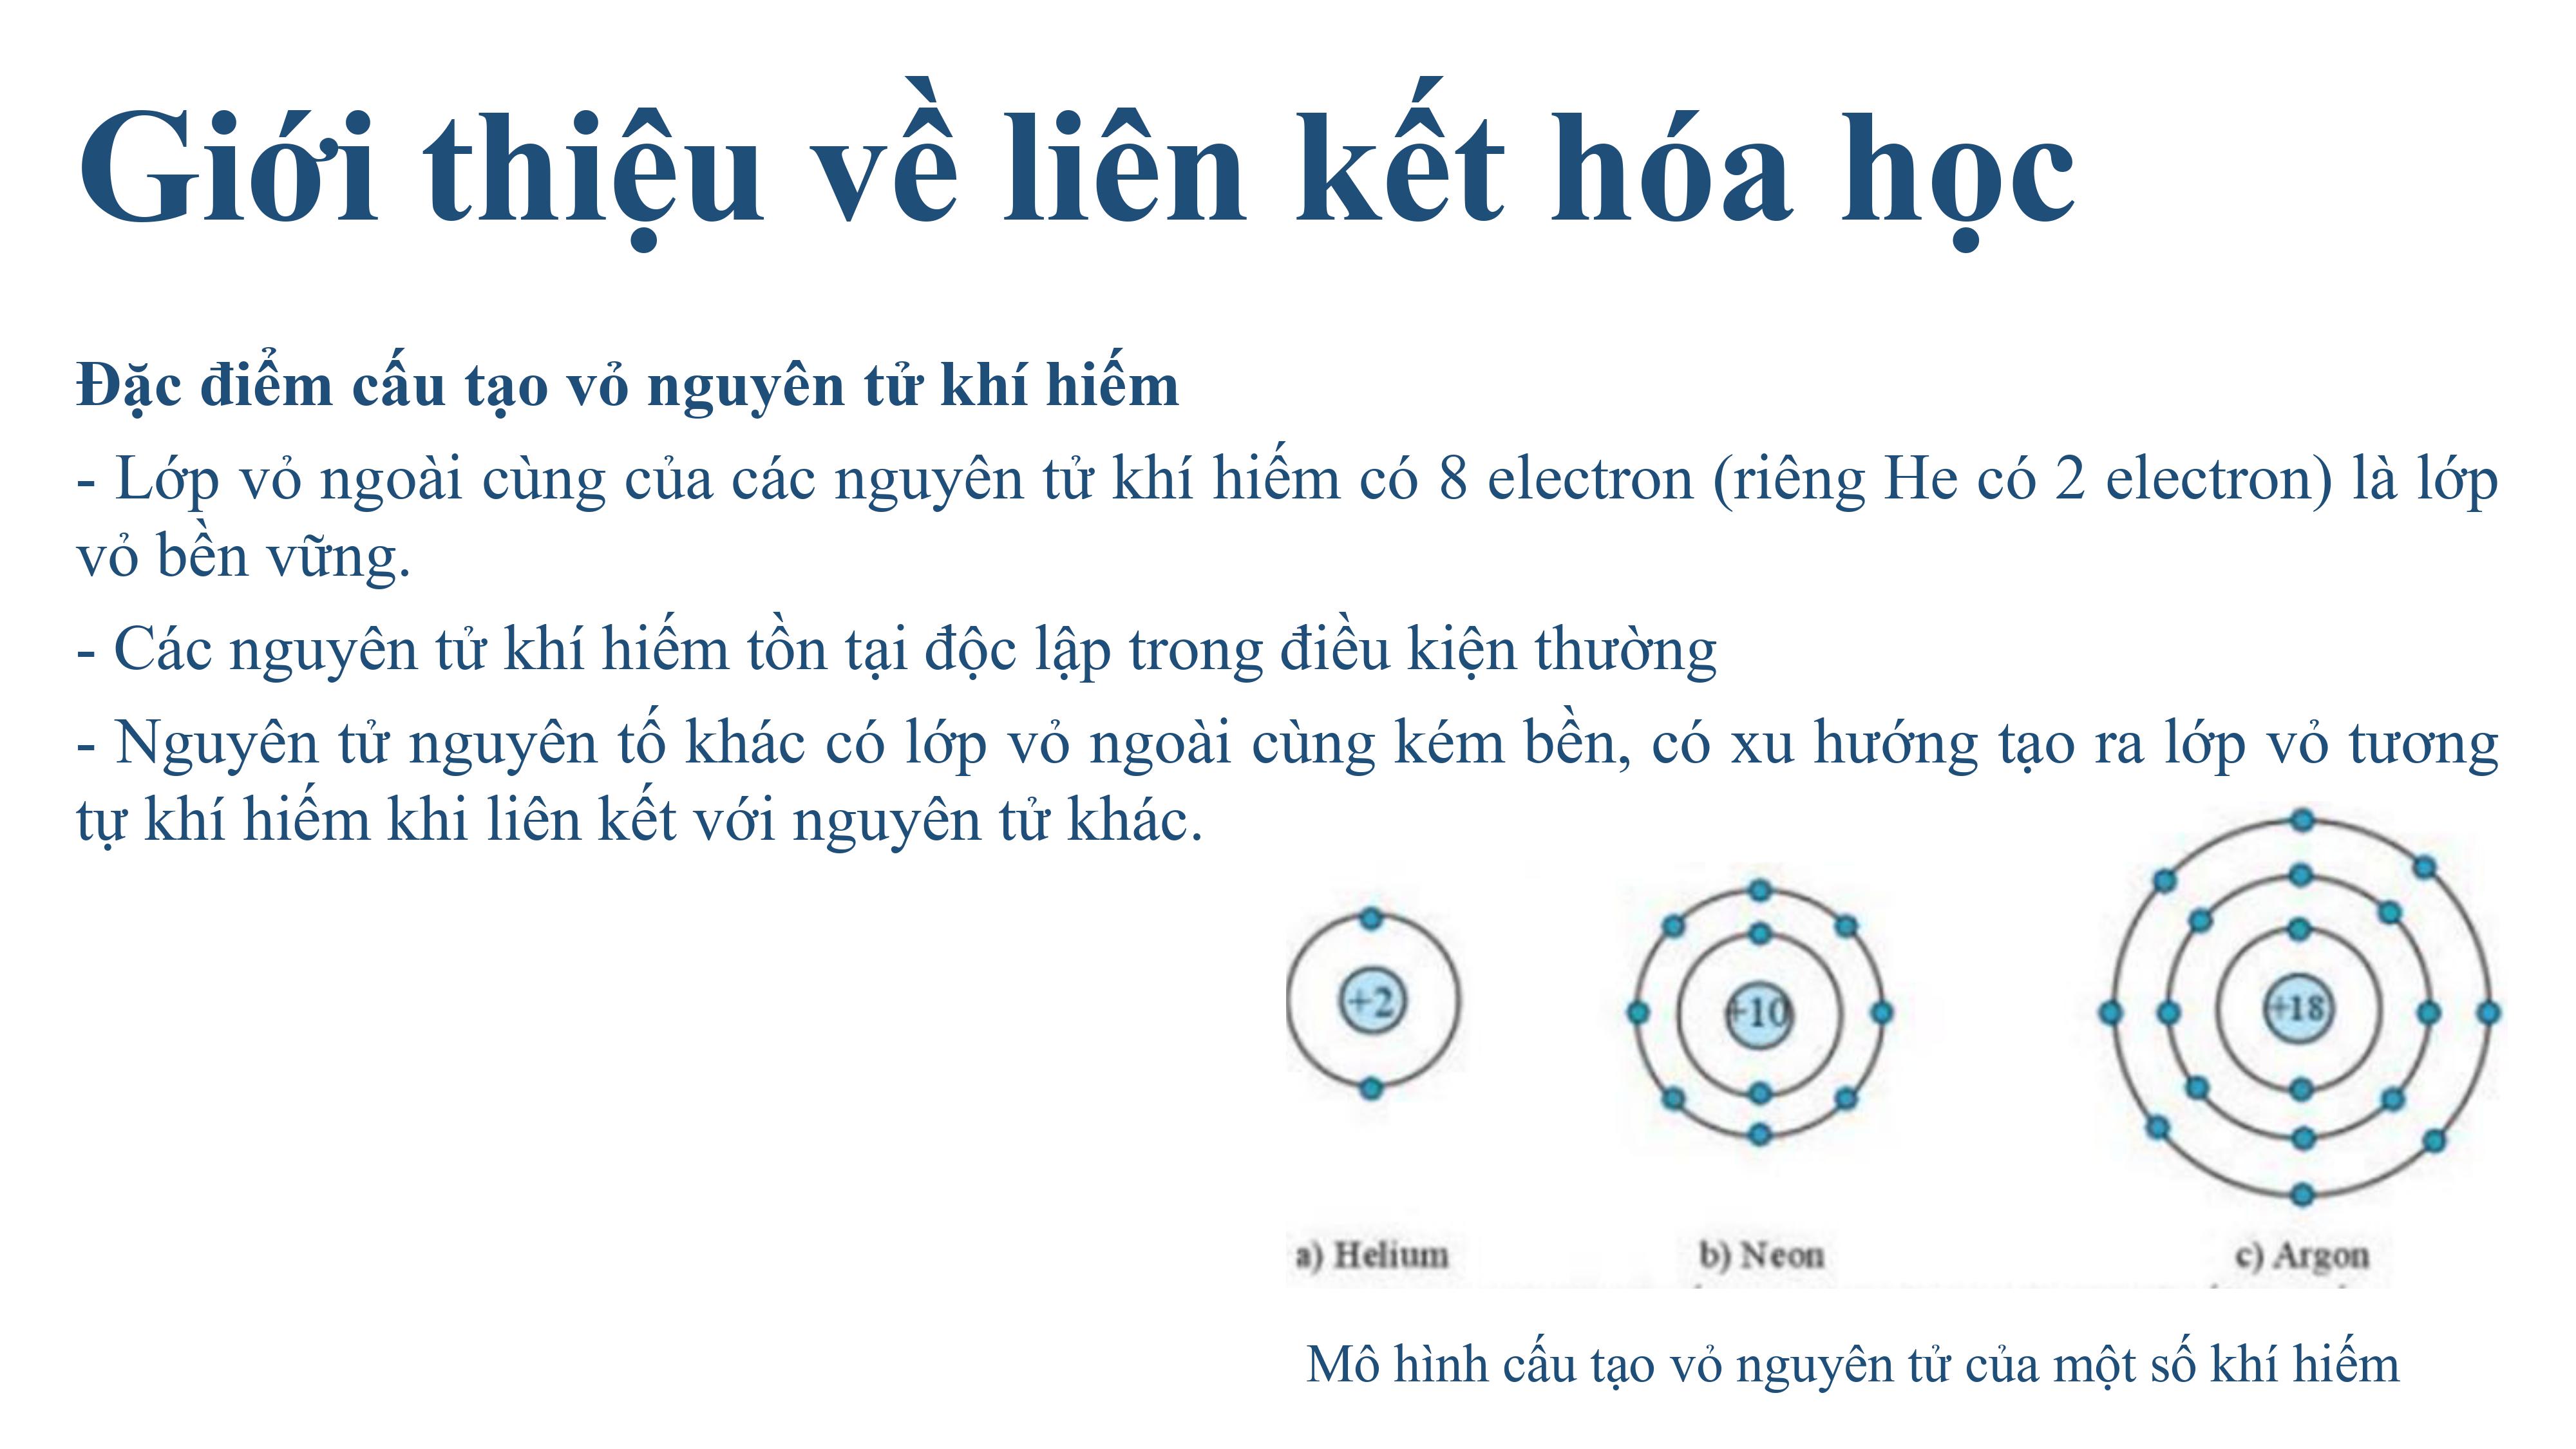 Giới thiệu về liên kết hóa học
Đặc điểm cấu tạo vỏ nguyên tử khí hiếm
- Lớp vỏ ngoài cùng của các nguyên tử khí hiếm có 8 electron (riêng He có 2 electron) là lớp
vỏ bền vững.
- Các nguyên tử khí hiếm tồn tại độc lập trong điều kiện thường
- Nguyên tử nguyên tố khác có lớp vỏ ngoài cùng kém bền, có xu hướng tạo ra lớp vỏ tương
tự khí hiếm khi liên kết với nguyên tử khác.
+2
+10
+18
a) Helium
b) Neon
c) Argon
Mô hình cấu tạo vỏ nguyên tử của một số khí hiếm